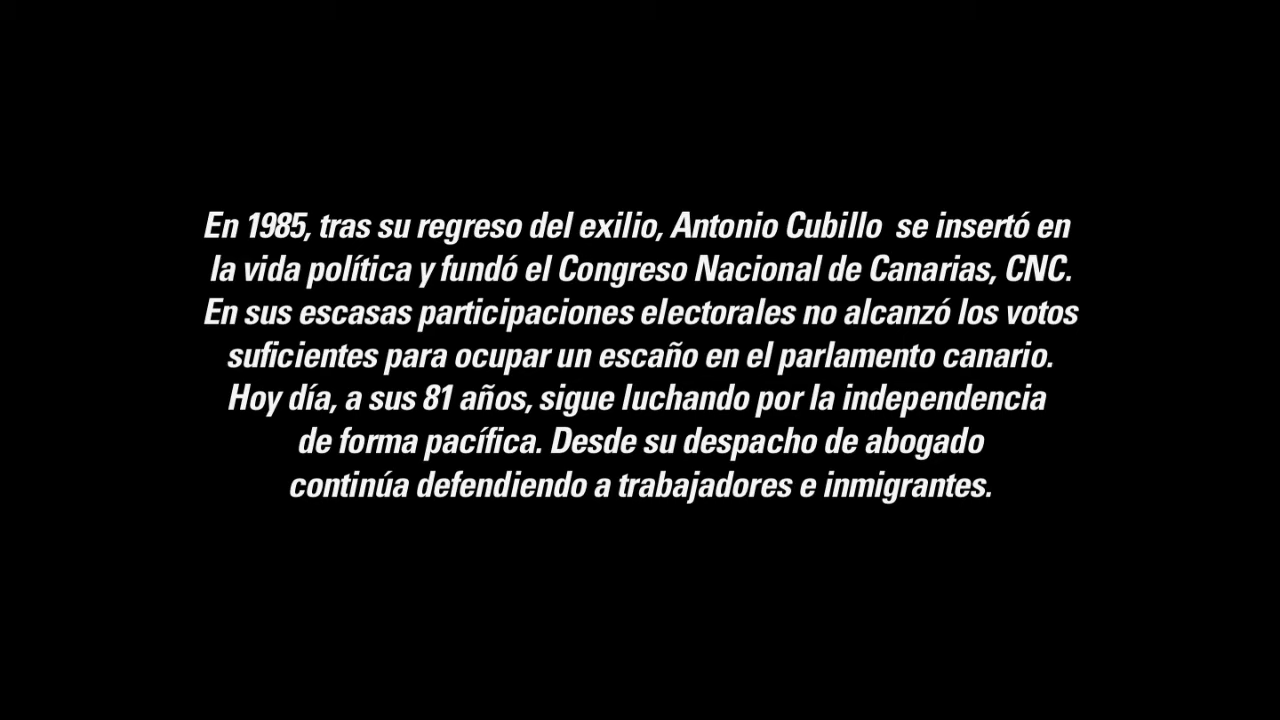 En 1985, tras su regreso del exilio, Antonio Cubillo se insertó en
la vida política y fundó el Congreso Nacional de Canarias, CNC.
En sus escasas participaciones electorales no alcanzó los votos
suficientes para ocupar un escaño en el parlamento canario.
Hoy día, a sus 81 años, sigue luchando por la independencia
de forma pacífica. Desde su despacho de abogado
continúa defendiendo a trabajadores e inmigrantes.